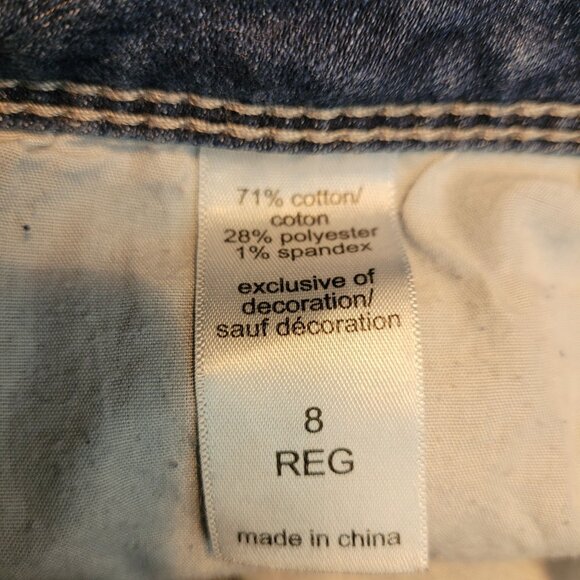 71% cotton/
coton
28% polyester
1% spandex
exclusive of
decoration/
sauf décoration
8
REG
made in china